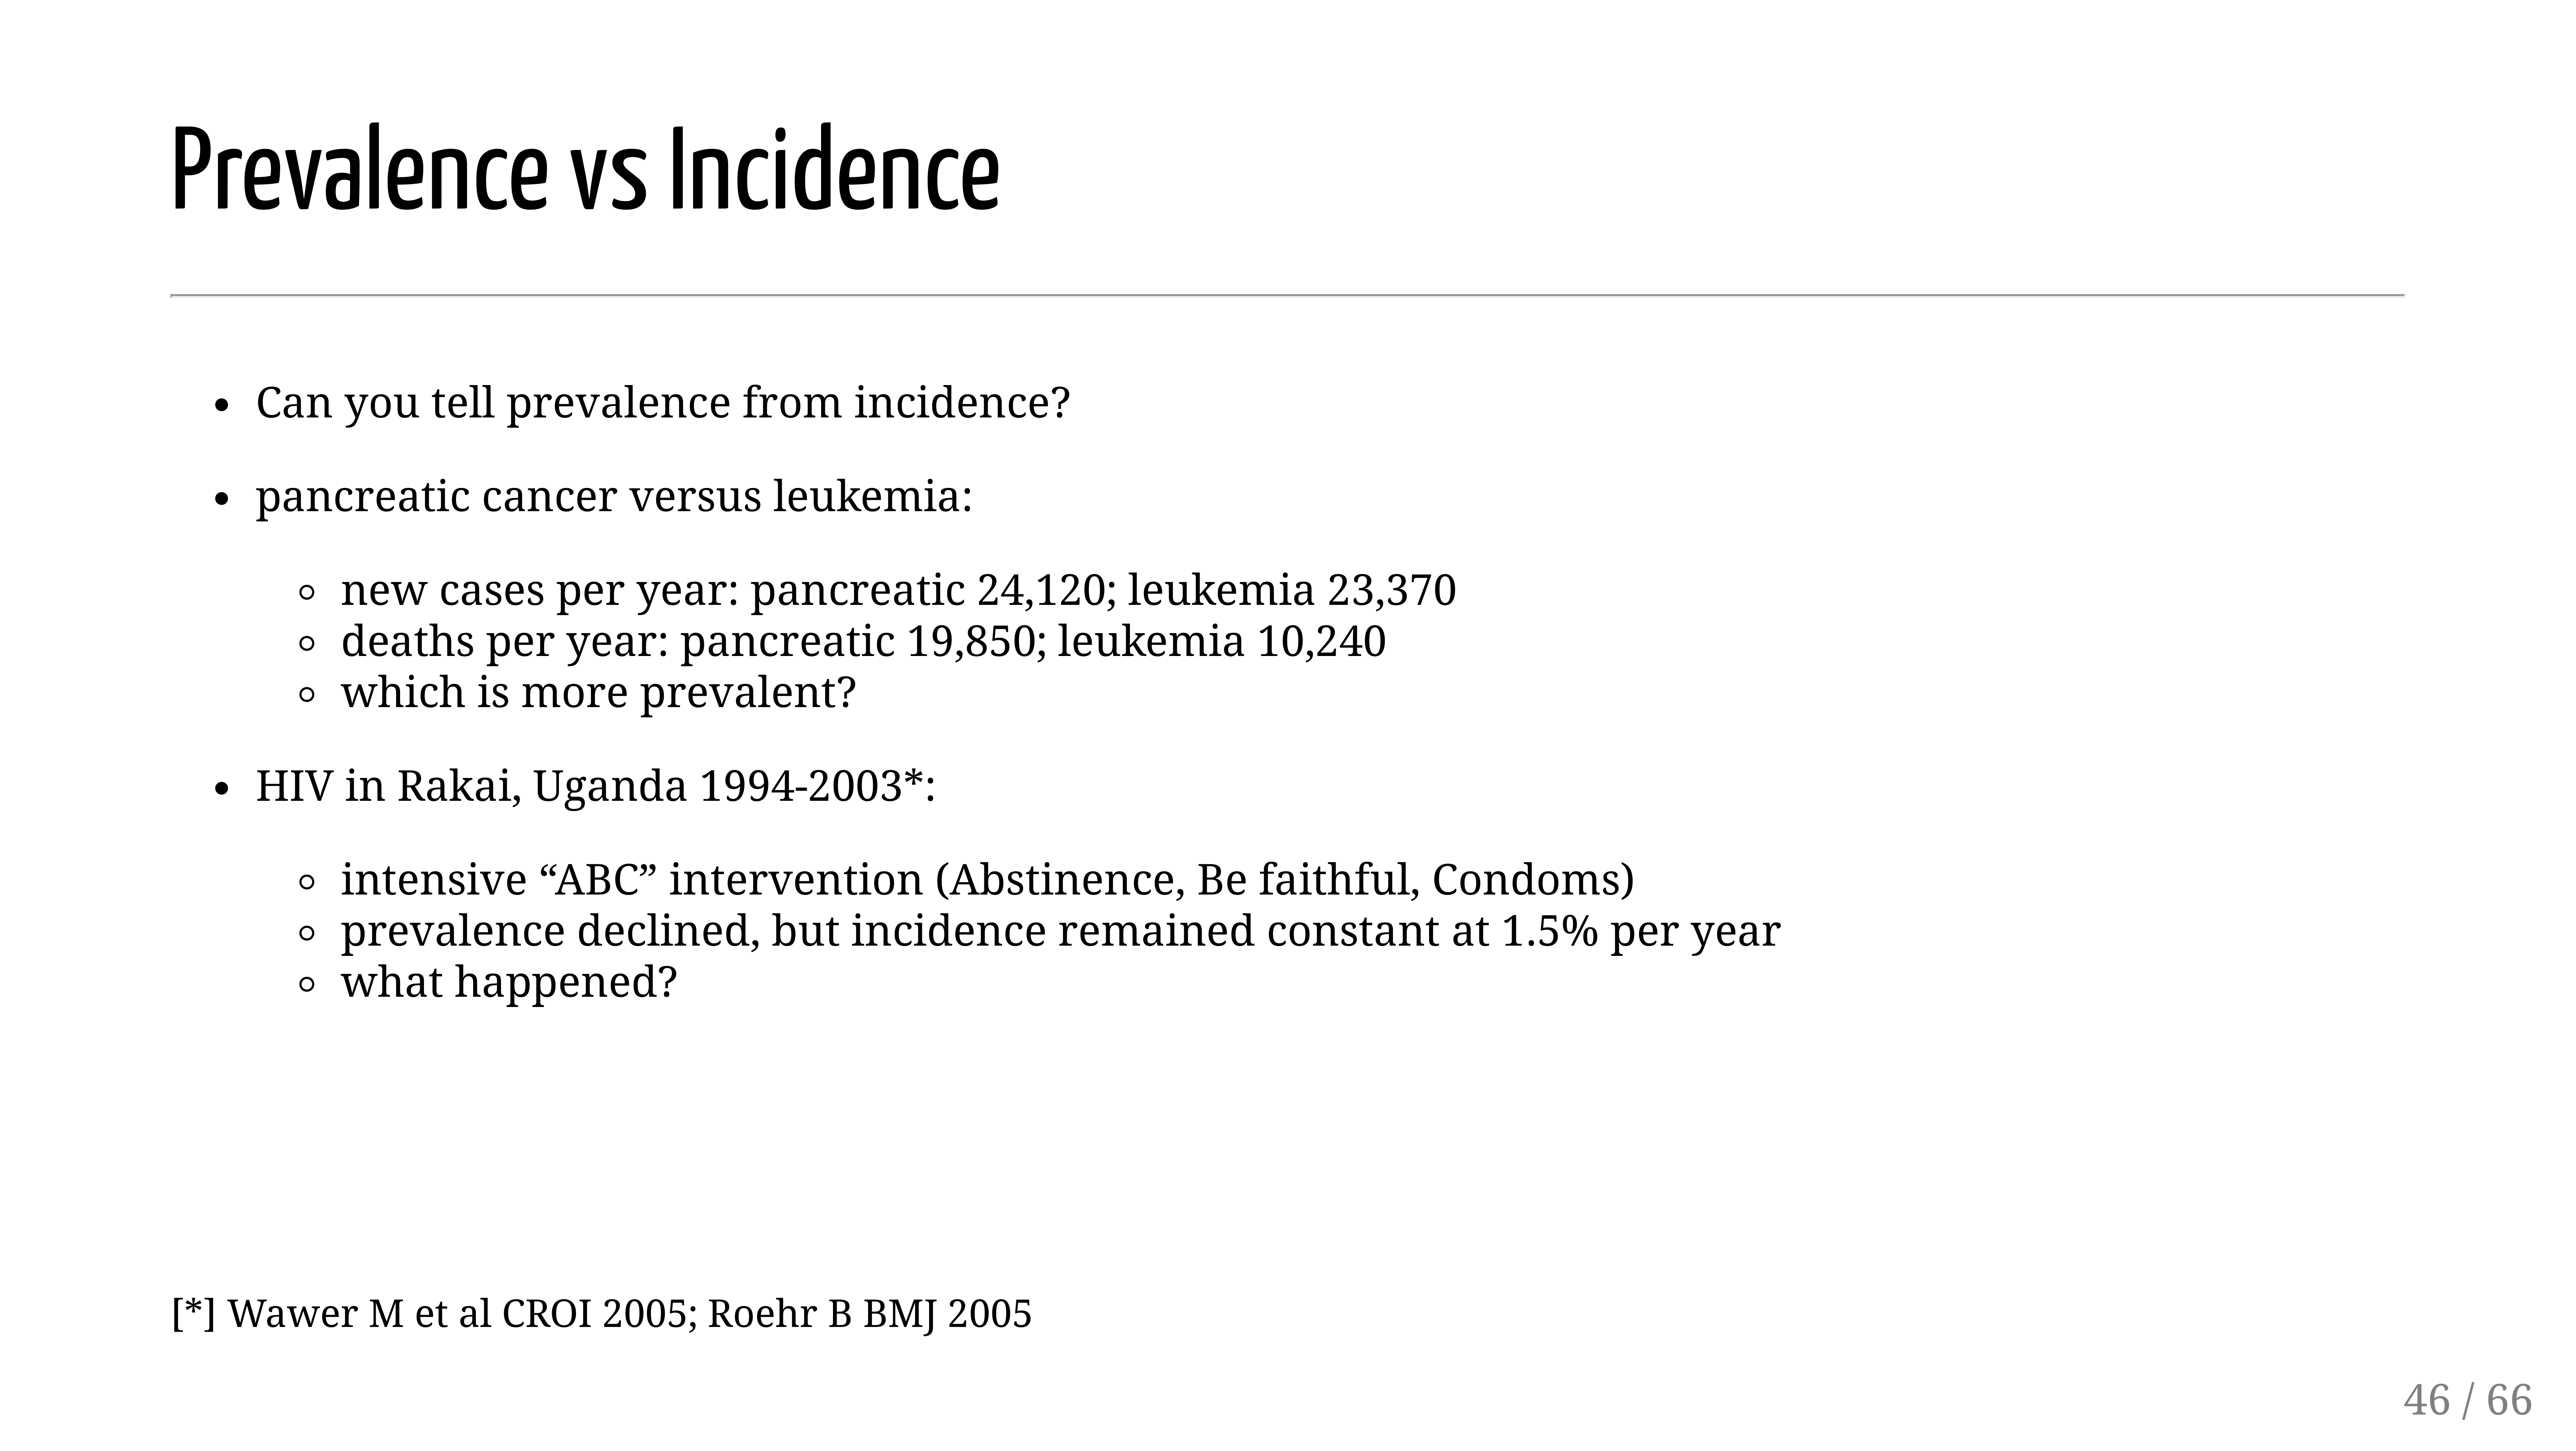 Prevalence vs Incidence
• Can you tell prevalence from incidence?
• pancreatic cancer versus leukemia:
◦ new cases per year: pancreatic 24,120; leukemia 23,370
◦ deaths per year: pancreatic 19,850; leukemia 10,240
◦ which is more prevalent?
• HIV in Rakai, Uganda 1994-2003*:
◦ intensive “ABC” intervention (Abstinence, Be faithful, Condoms)
◦ prevalence declined, but incidence remained constant at 1.5% per year
◦ what happened?
[*] Wawer M et al CROI 2005; Roehr B BMJ 2005
46 / 66